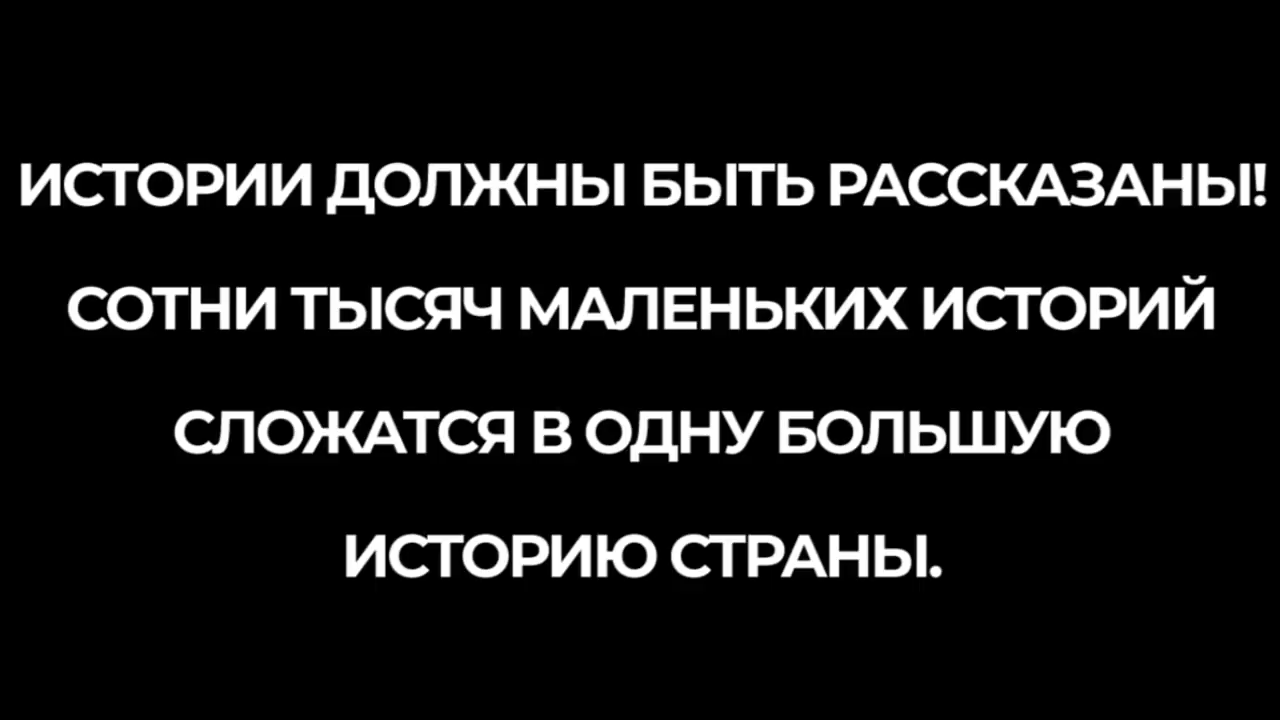 ИСТОРИИ ДОЛЖНЫ БЫТЬ РАССКАЗАНЫ!
СОТНИ ТЫСЯЧ МАЛЕНЬКИХ ИСТОРИЙ
СЛОЖАТСЯ В ОДНУ БОЛЬШУЮ
ИСТОРИЮ СТРАНЫ.